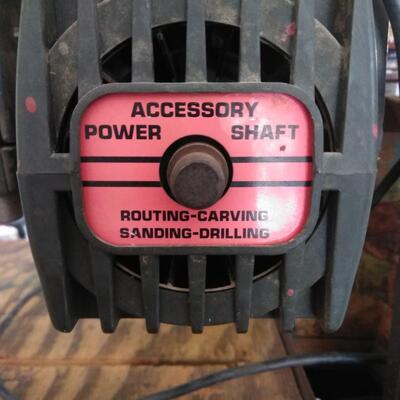 ACCESSORY
POWER SHAFT
ROUTING-CARVING
SANDING-DRILLING